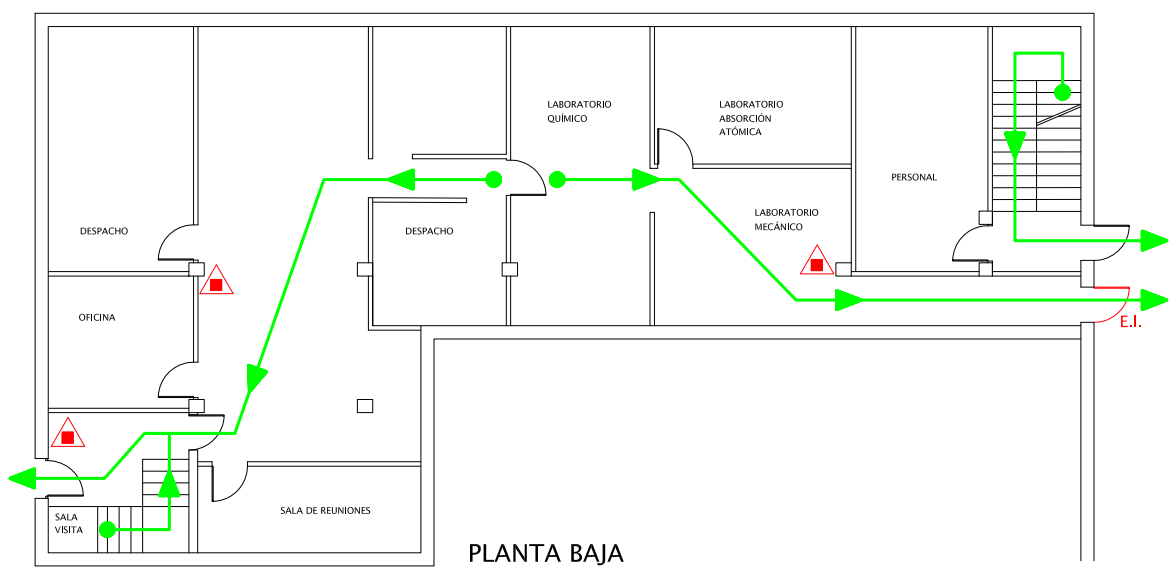 LABORATORIO
QUÍMICO
LABORATORIO
ABSORCIÓN
ATÓMICA
PERSONAL
DESPACHO
DESPACHO
LABORATORIO
MECÁNICO
OFICINA
E.I.
SALA
VISITA
SALA DE REUNIONES
PLANTA BAJA